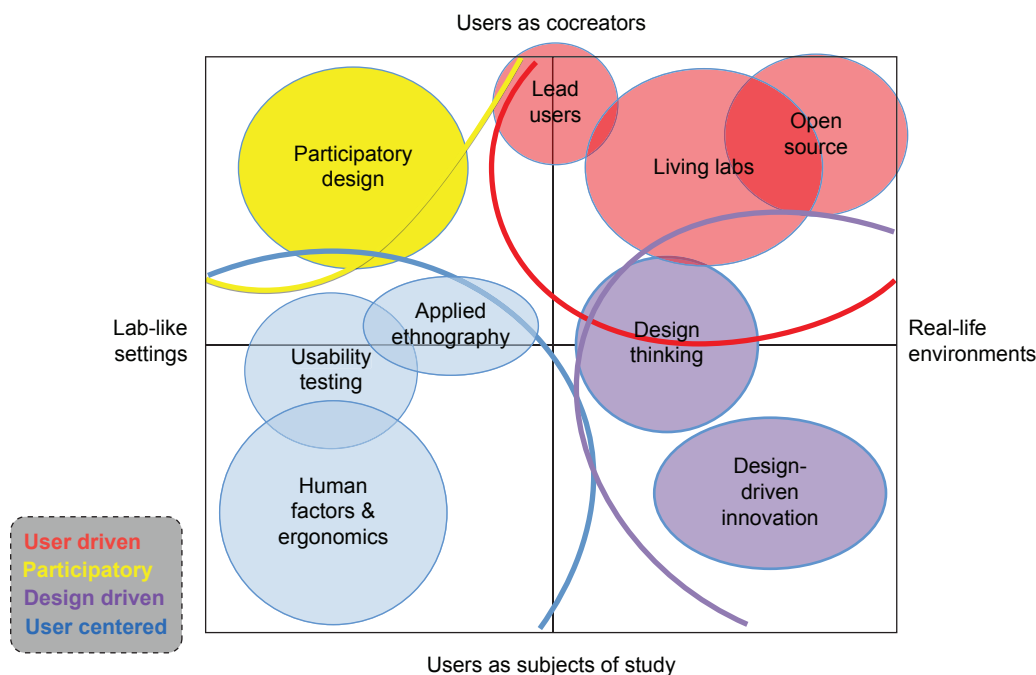 Users as cocreators
Lead
users
Open
source
Participatory
design
Living labs
Lab-like
settings
Applied
ethnography
Usability
testing
Design
thinking
Real-life
environments
Human
factors &
ergonomics
Design-
driven
innovation
User driven
Participatory
Design driven
User centered
Users as subjects of study